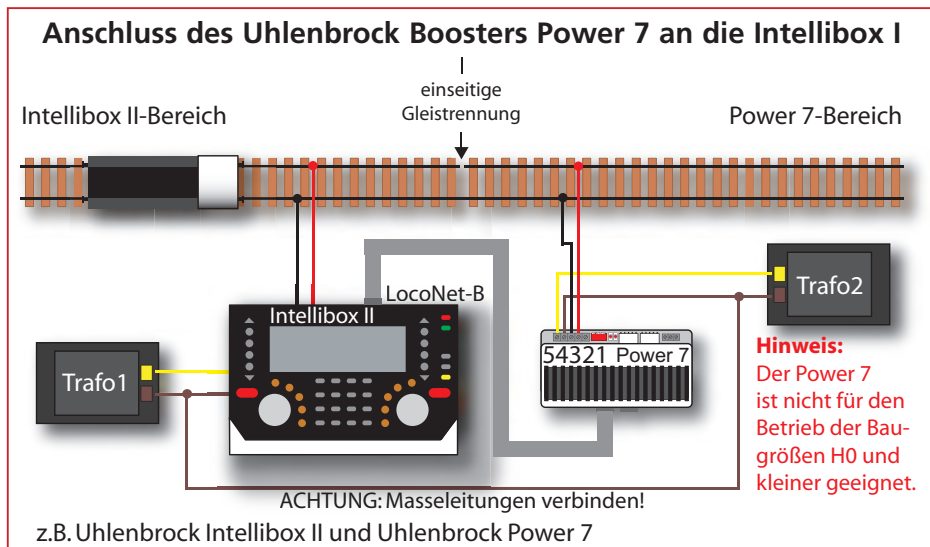 Anschluss des Uhlenbrock Boosters Power 7 an die Intellibox I
einseitige
Gleistrennung
Intellibox II-Bereich
Power 7-Bereich
LocoNet-B
Intellibox II
Trafo1
54321 Power 7
Trafo2
Hinweis:
Der Power 7
ist nicht für den
Betrieb der Bau-
größen H0 und
kleiner geeignet.
ACHTUNG: Masseleitungen verbinden!
z.B. Uhlenbrock Intellibox II und Uhlenbrock Power 7